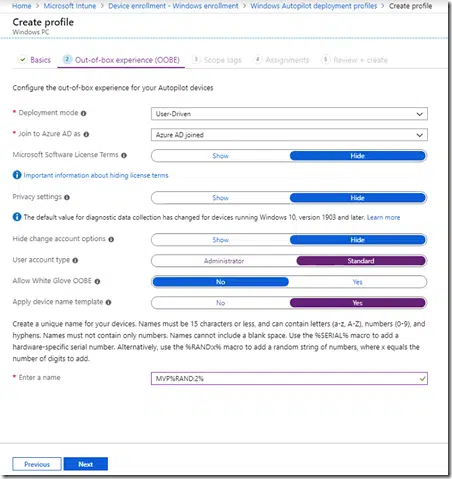 Home > Microsoft Intune > Device enrollment - Windows enrollment > Windows Autopilot deployment profiles > Create profile
Create profile
Windows PC
Basics 2 Out-of-box experience (OOBE) 3 Scope tags 4 Assignments 5 Review + create
Configure the out-of-box experience for your Autopilot devices
* Deployment mode User-Driven
* Join to Azure AD as Azure AD joined
Microsoft Software License Terms Show Hide
Important information about hiding license terms
Privacy settings Show Hide
The default value for diagnostic data collection has changed for devices running Windows 10, version 1903 and later. Learn more
Hide change account options Show Hide
User account type Administrator Standard
Allow White Glove OOBE No Yes
Apply device name template No Yes
Create a unique name for your devices. Names must be 15 characters or less, and can contain letters (a-z, A-Z), numbers (0-9), and
hyphens. Names must not contain only numbers. Names cannot include a blank space. Use the %SERIAL% macro to add a
hardware-specific serial number. Alternatively, use the %RAND:x% macro to add a random string of numbers, where x equals the
number of digits to add.
* Enter a name MVP%RAND:2%
Previous Next